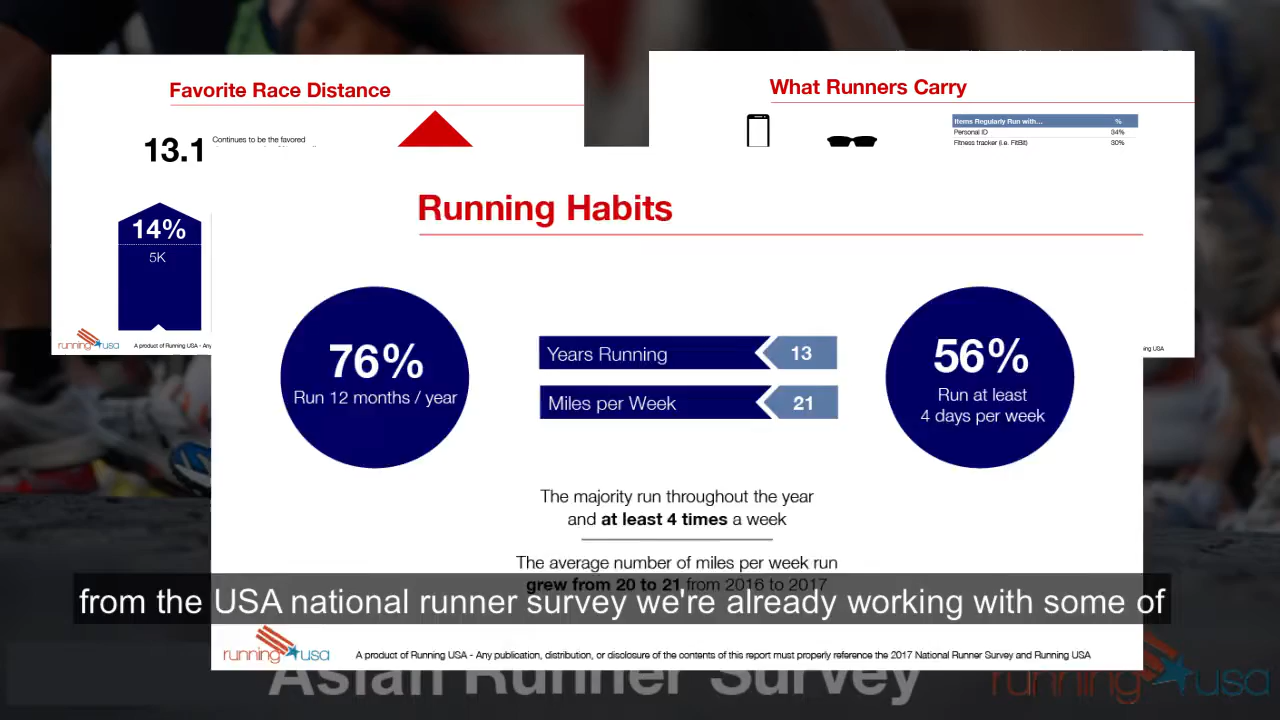 Favorite Race Distance
13.1
Continues to be the favored
14%
5K
running usa
A product of Running USA - Any
What Runners Carry
Items Regularly Run with... %
Personal ID 34%
Fitness tracker (i.e. FitBit) 30%
ing USA
Running Habits
76%
Run 12 months / year
Years Running 13
Miles per Week 21
56%
Run at least
4 days per week
The majority run throughout the year
and at least 4 times a week
The average number of miles per week run
grew from 20 to 21 from 2016 to 2017
from the USA national runner survey we're already working with some of
running usa
A product of Running USA - Any publication, distribution, or disclosure of the contents of this report must properly reference the 2017 National Runner Survey and Running USA
Asian Runner Survey
running usa